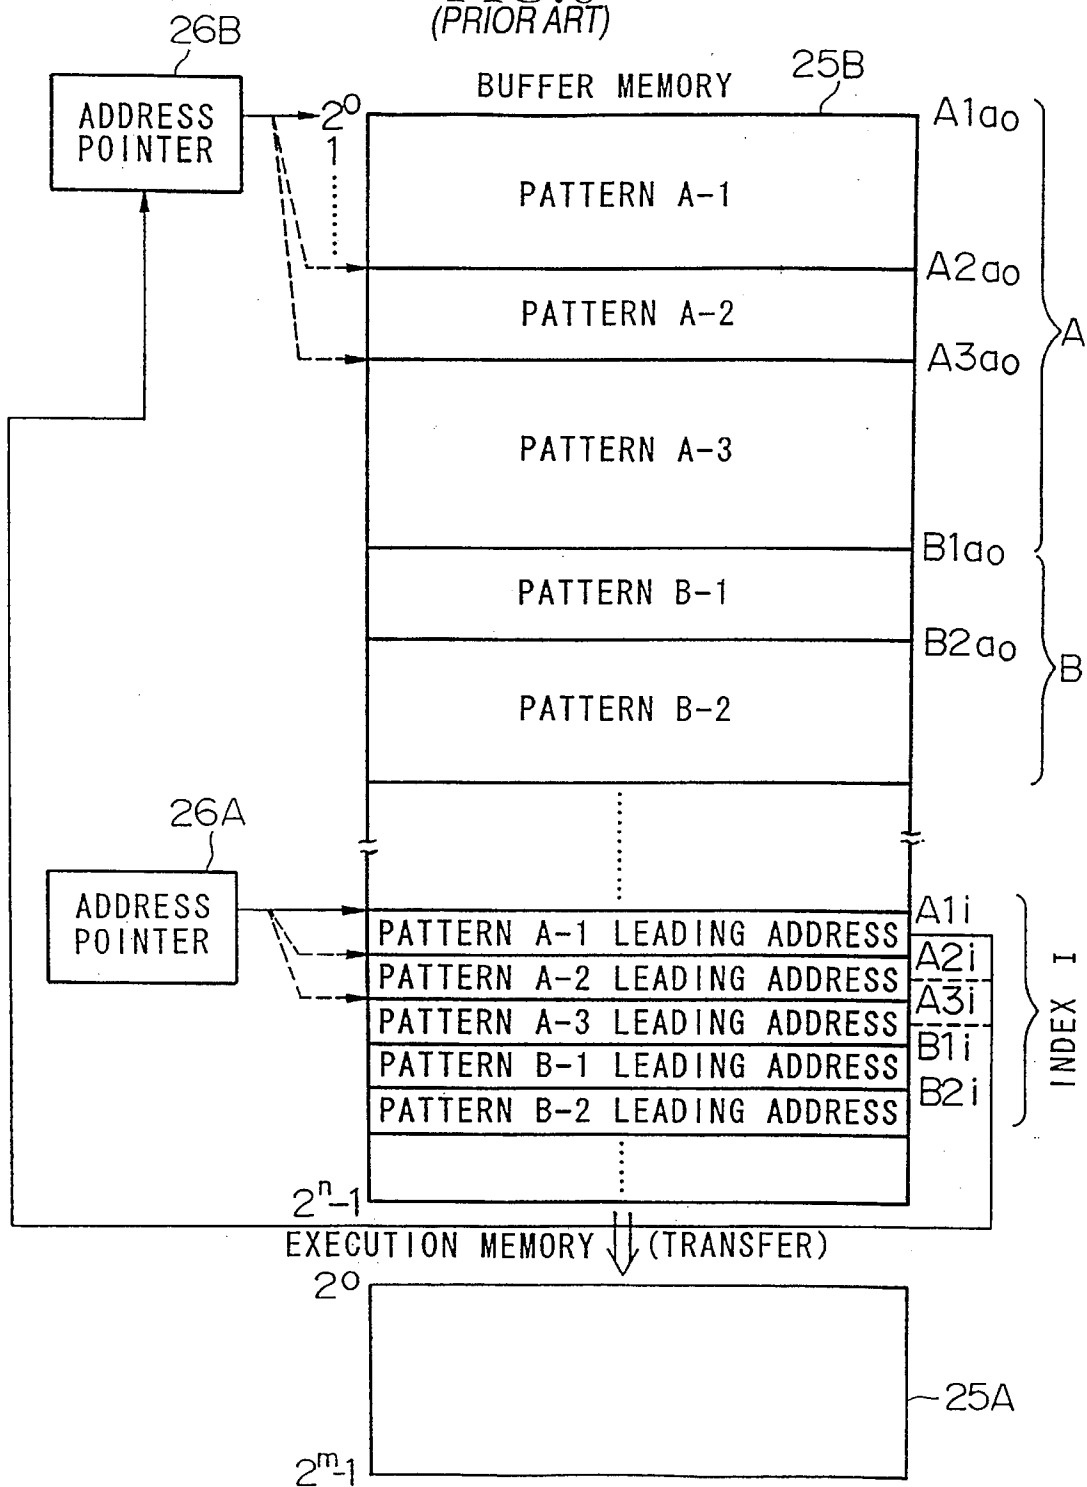 (PRIOR ART)
26B
BUFFER MEMORY
25B
ADDRESS
POINTER
2⁰
1
A1a₀
PATTERN A-1
A2a₀
PATTERN A-2
A
A3a₀
PATTERN A-3
B1a₀
PATTERN B-1
B2a₀
B
PATTERN B-2
26A
ADDRESS
POINTER
A1i
PATTERN A-1 LEADING ADDRESS
A2i
PATTERN A-2 LEADING ADDRESS
A3i
PATTERN A-3 LEADING ADDRESS
B1i
PATTERN B-1 LEADING ADDRESS
B2i
PATTERN B-2 LEADING ADDRESS
INDEX I
2ⁿ-1
EXECUTION MEMORY (TRANSFER)
2⁰
25A
2ᵐ-1